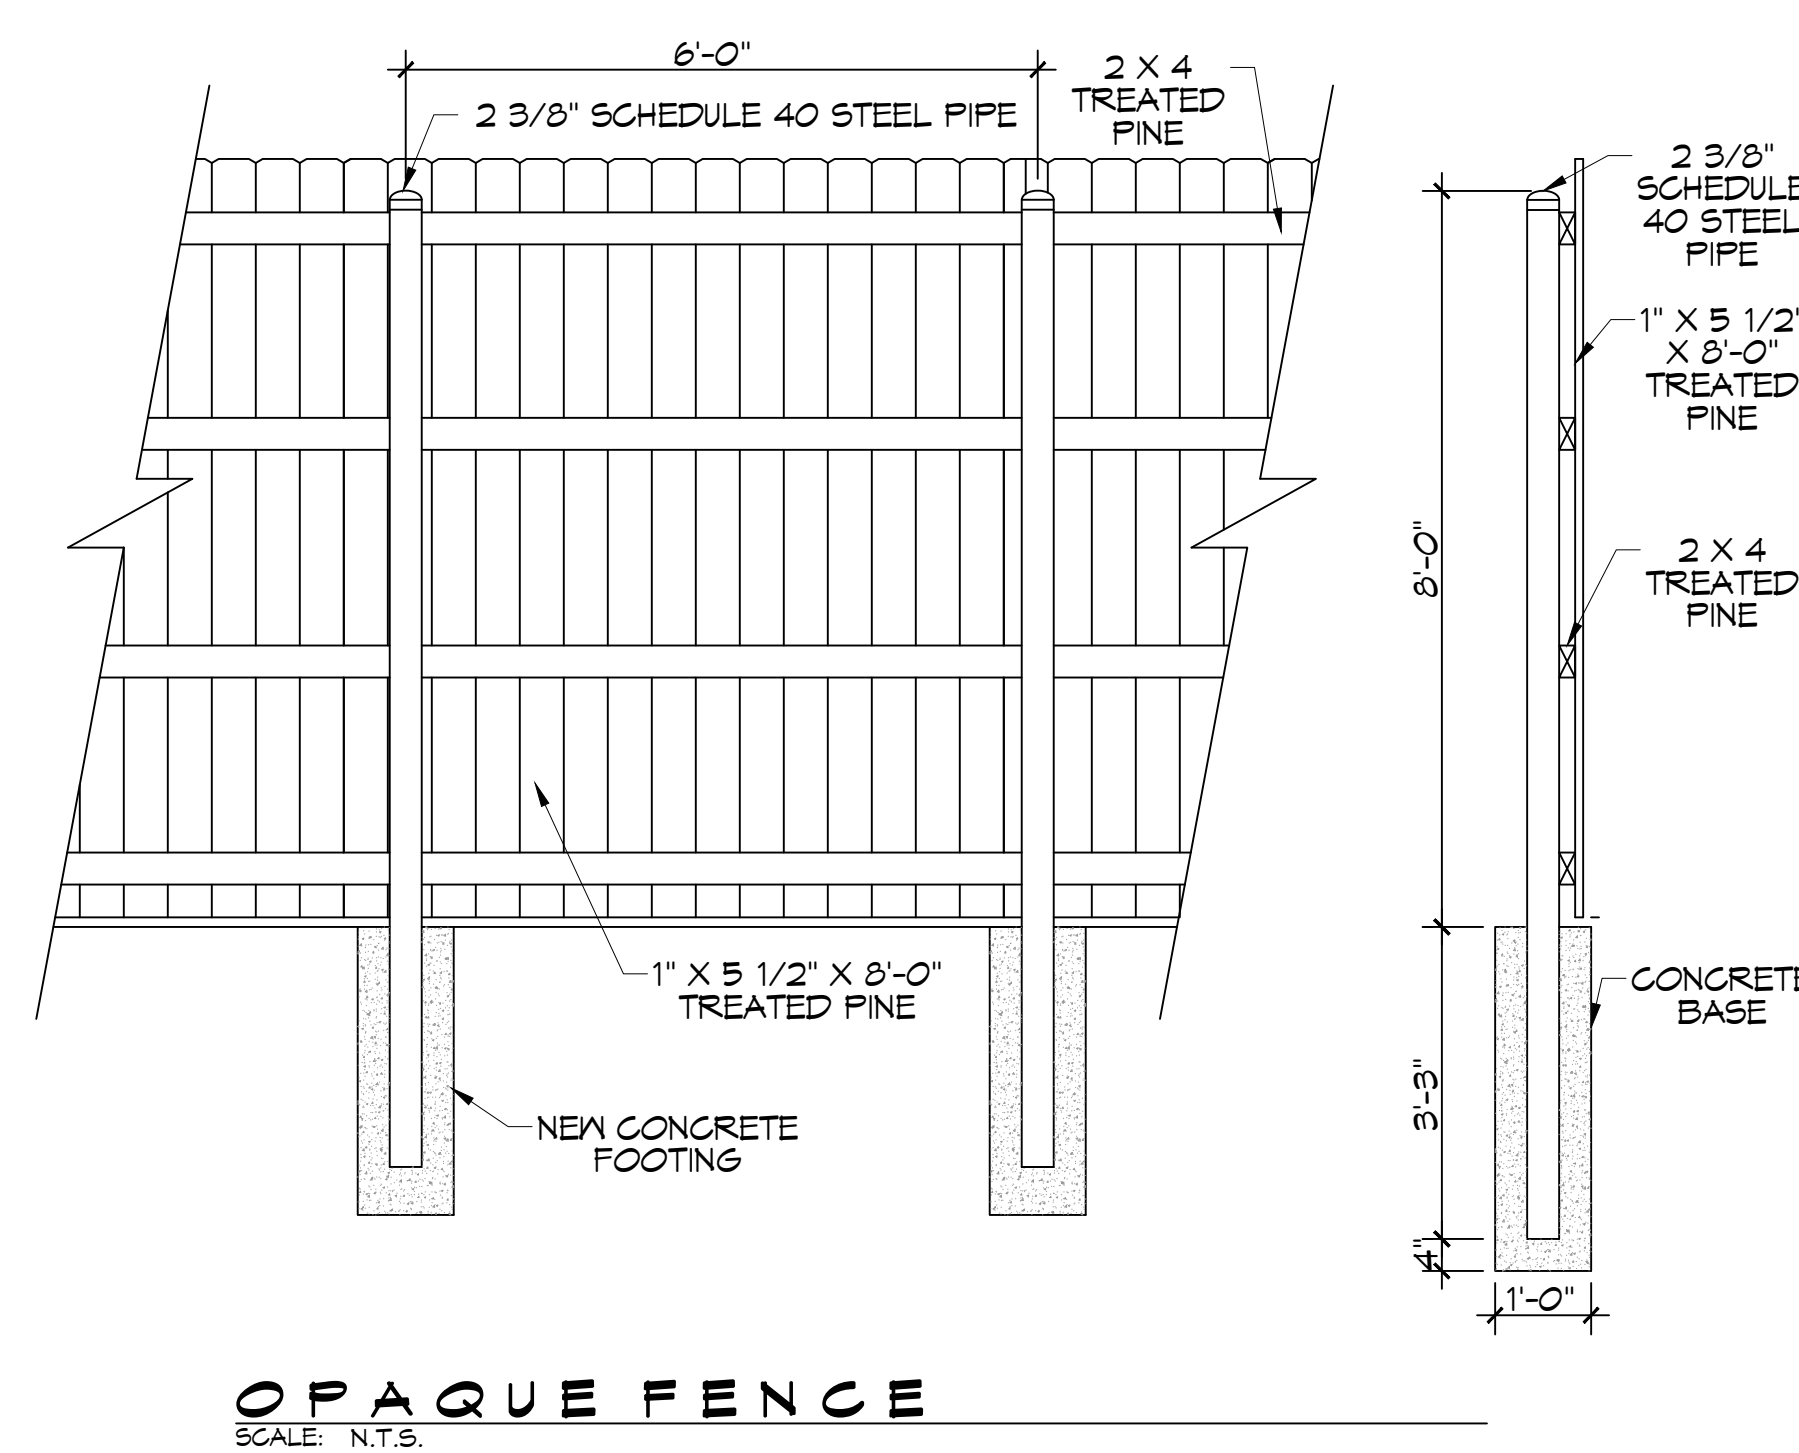 6'-0"
2 3/8" SCHEDULE 40 STEEL PIPE
2 X 4
TREATED
PINE
2 3/8"
SCHEDULE
40 STEEL
PIPE
1" X 5 1/2"
X 8'-0"
TREATED
PINE
8'-0"
2 X 4
TREATED
PINE
1" X 5 1/2" X 8'-0"
TREATED PINE
CONCRETE
BASE
3'-3"
NEW CONCRETE
FOOTING
4"
1'-0"
OPAQUE FENCE
SCALE: N.T.S.